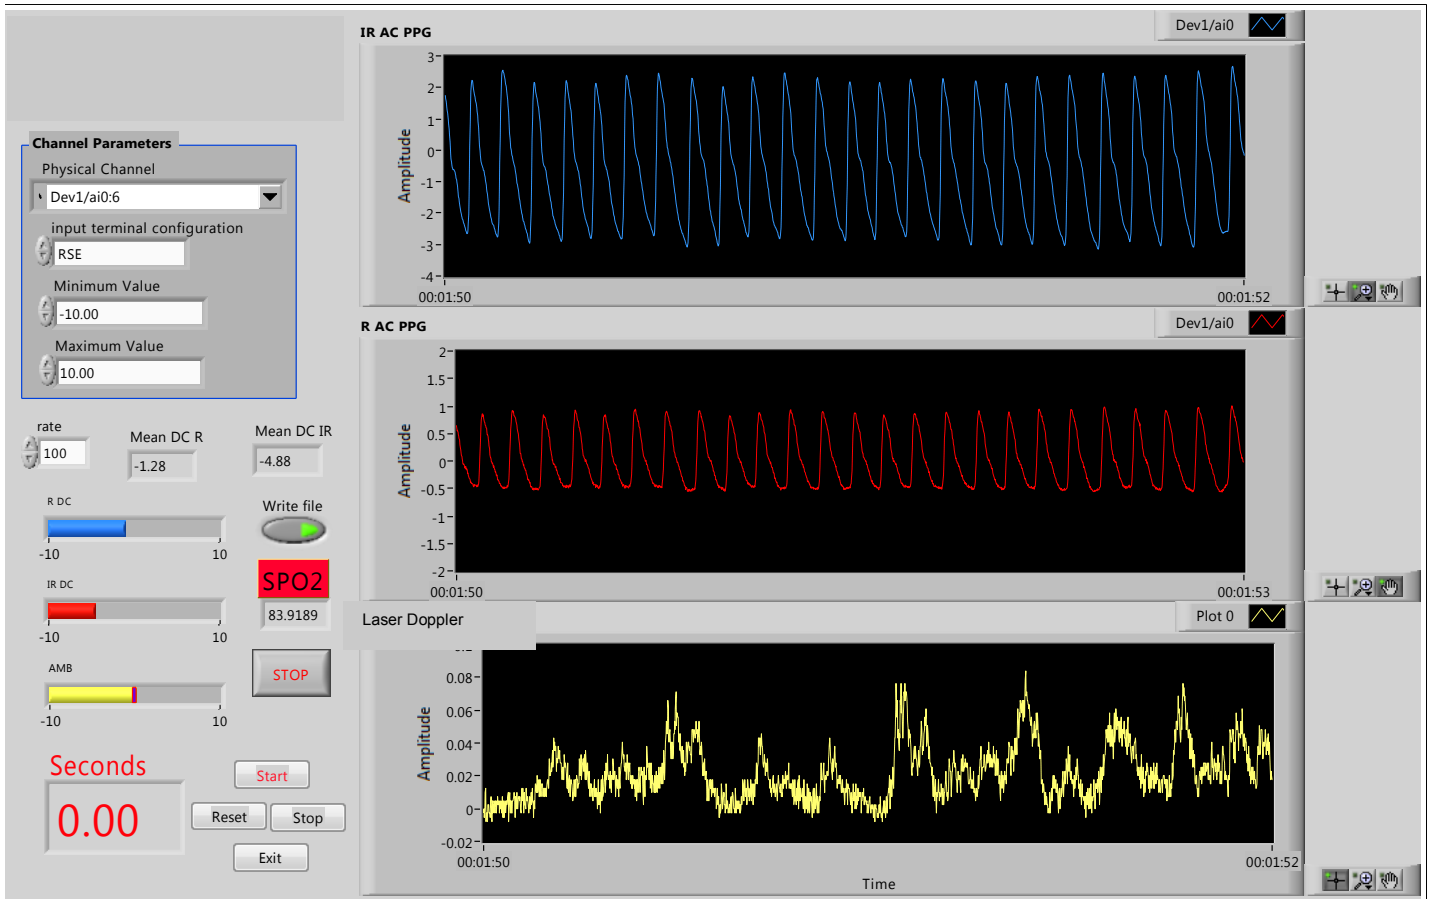 Channel Parameters
Physical Channel
Dev1/ai0:6
input terminal configuration
RSE
Minimum Value
-10.00
Maximum Value
10.00
rate
100
Mean DC R
-1.28
Mean DC IR
-4.88
R DC
-10 10
Write file
IR DC
-10 10
SPO2
83.9189
AMB
-10 10
STOP
Seconds
0.00
Start
Reset Stop
Exit
IR AC PPG
Dev1/ai0
Amplitude
3
2
1
0
-1
-2
-3
-4
00:01:50 00:01:52
R AC PPG
Dev1/ai0
Amplitude
2
1.5
1
0.5
0
-0.5
-1
-1.5
-2
00:01:50 00:01:53
Laser Doppler
Plot 0
Amplitude
0.08
0.06
0.04
0.02
0
-0.02
00:01:50 00:01:52
Time